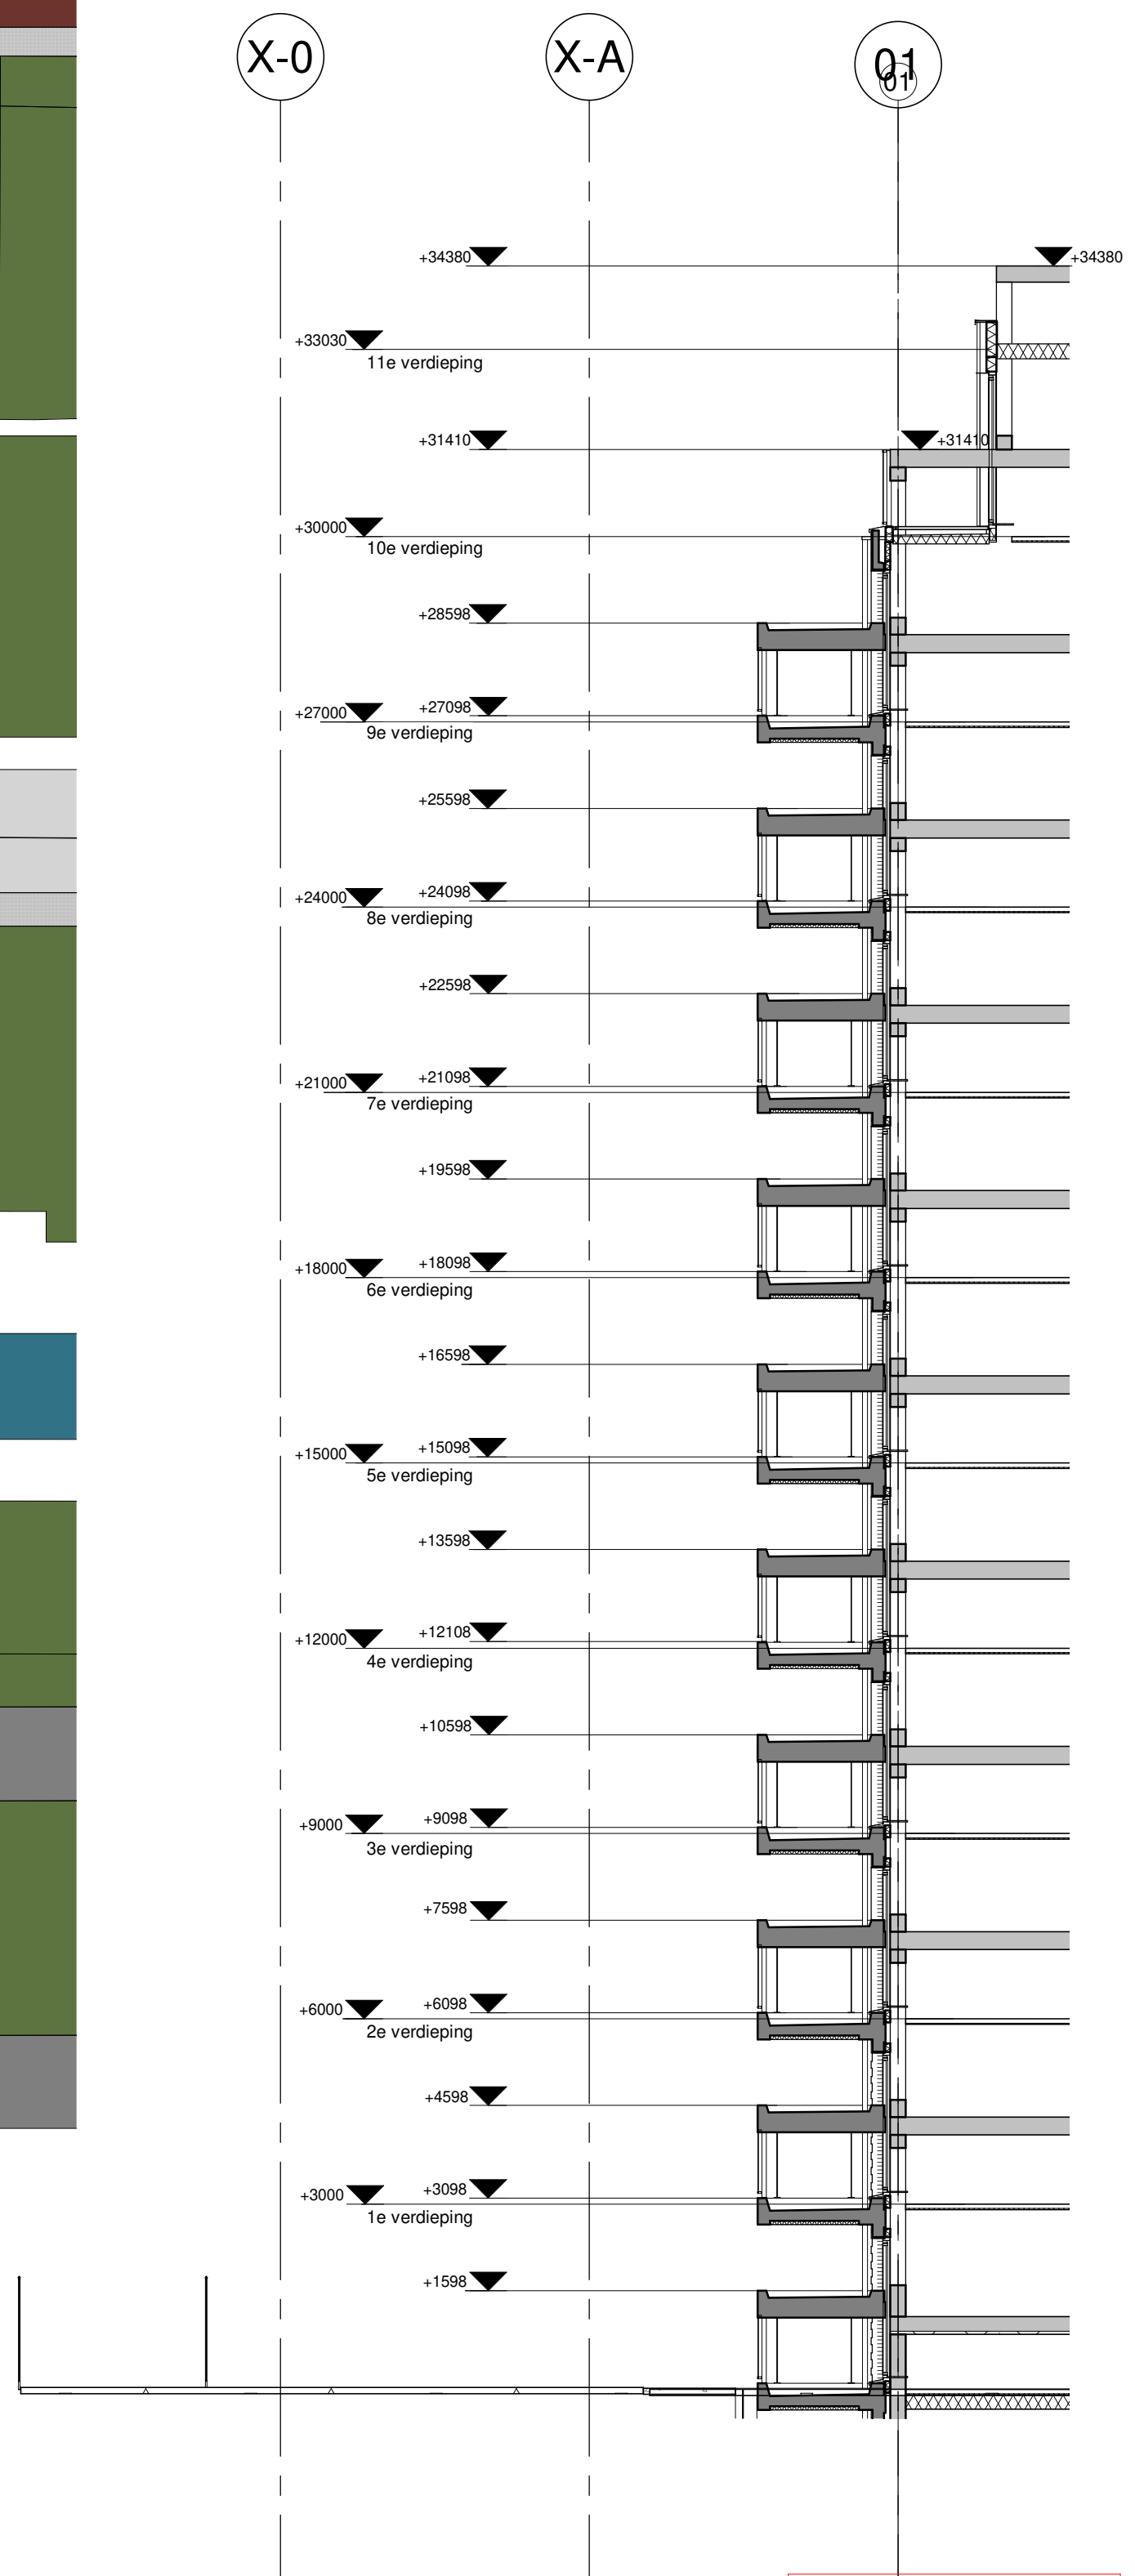 X-0
X-A
01
01
+34380
+34380
+33030
11e verdieping
+31410
+31410
+30000
10e verdieping
+28598
+27000
+27098
9e verdieping
+25598
+24000
+24098
8e verdieping
+22598
+21000
+21098
7e verdieping
+19598
+18000
+18098
6e verdieping
+16598
+15000
+15098
5e verdieping
+13598
+12000
+12108
4e verdieping
+10598
+9000
+9098
3e verdieping
+7598
+6000
+6098
2e verdieping
+4598
+3000
+3098
1e verdieping
+1598